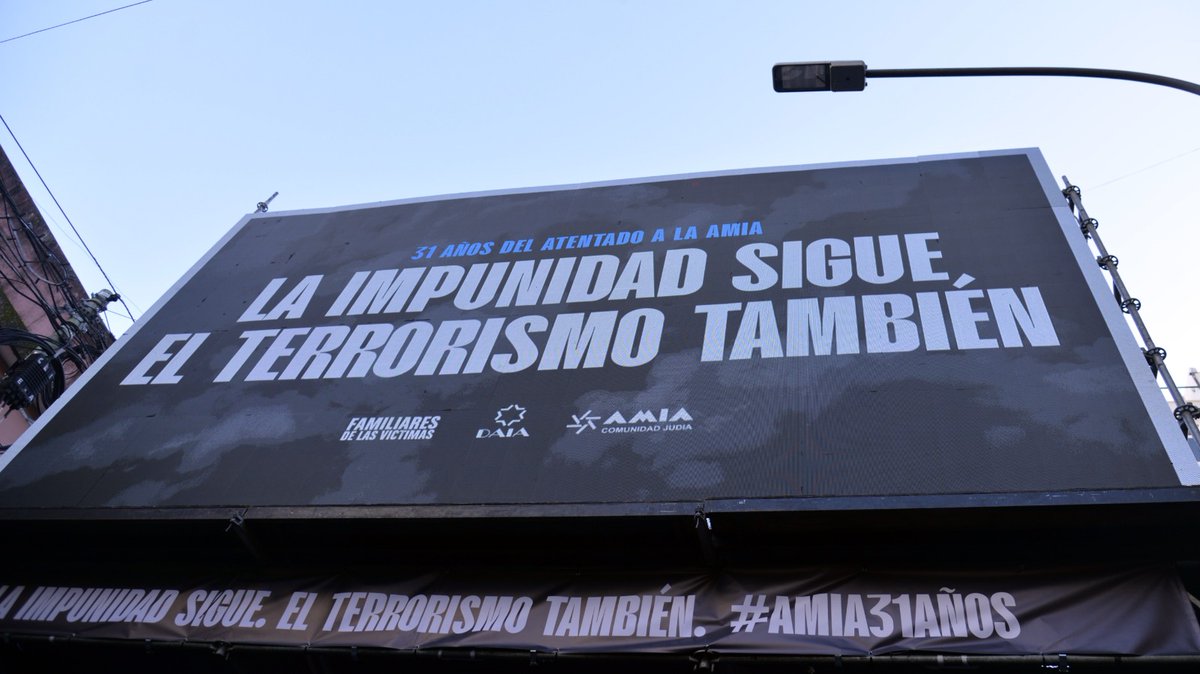 31 AÑOS DEL ATENTADO A LA AMIA
LA IMPUNIDAD SIGUE.
EL TERRORISMO TAMBIÉN
FAMILIARES
DE LAS VICTIMAS
DAIA
AMIA
COMUNIDAD JUDIA
LA IMPUNIDAD SIGUE. EL TERRORISMO TAMBIÉN. #AMIA31AÑOS